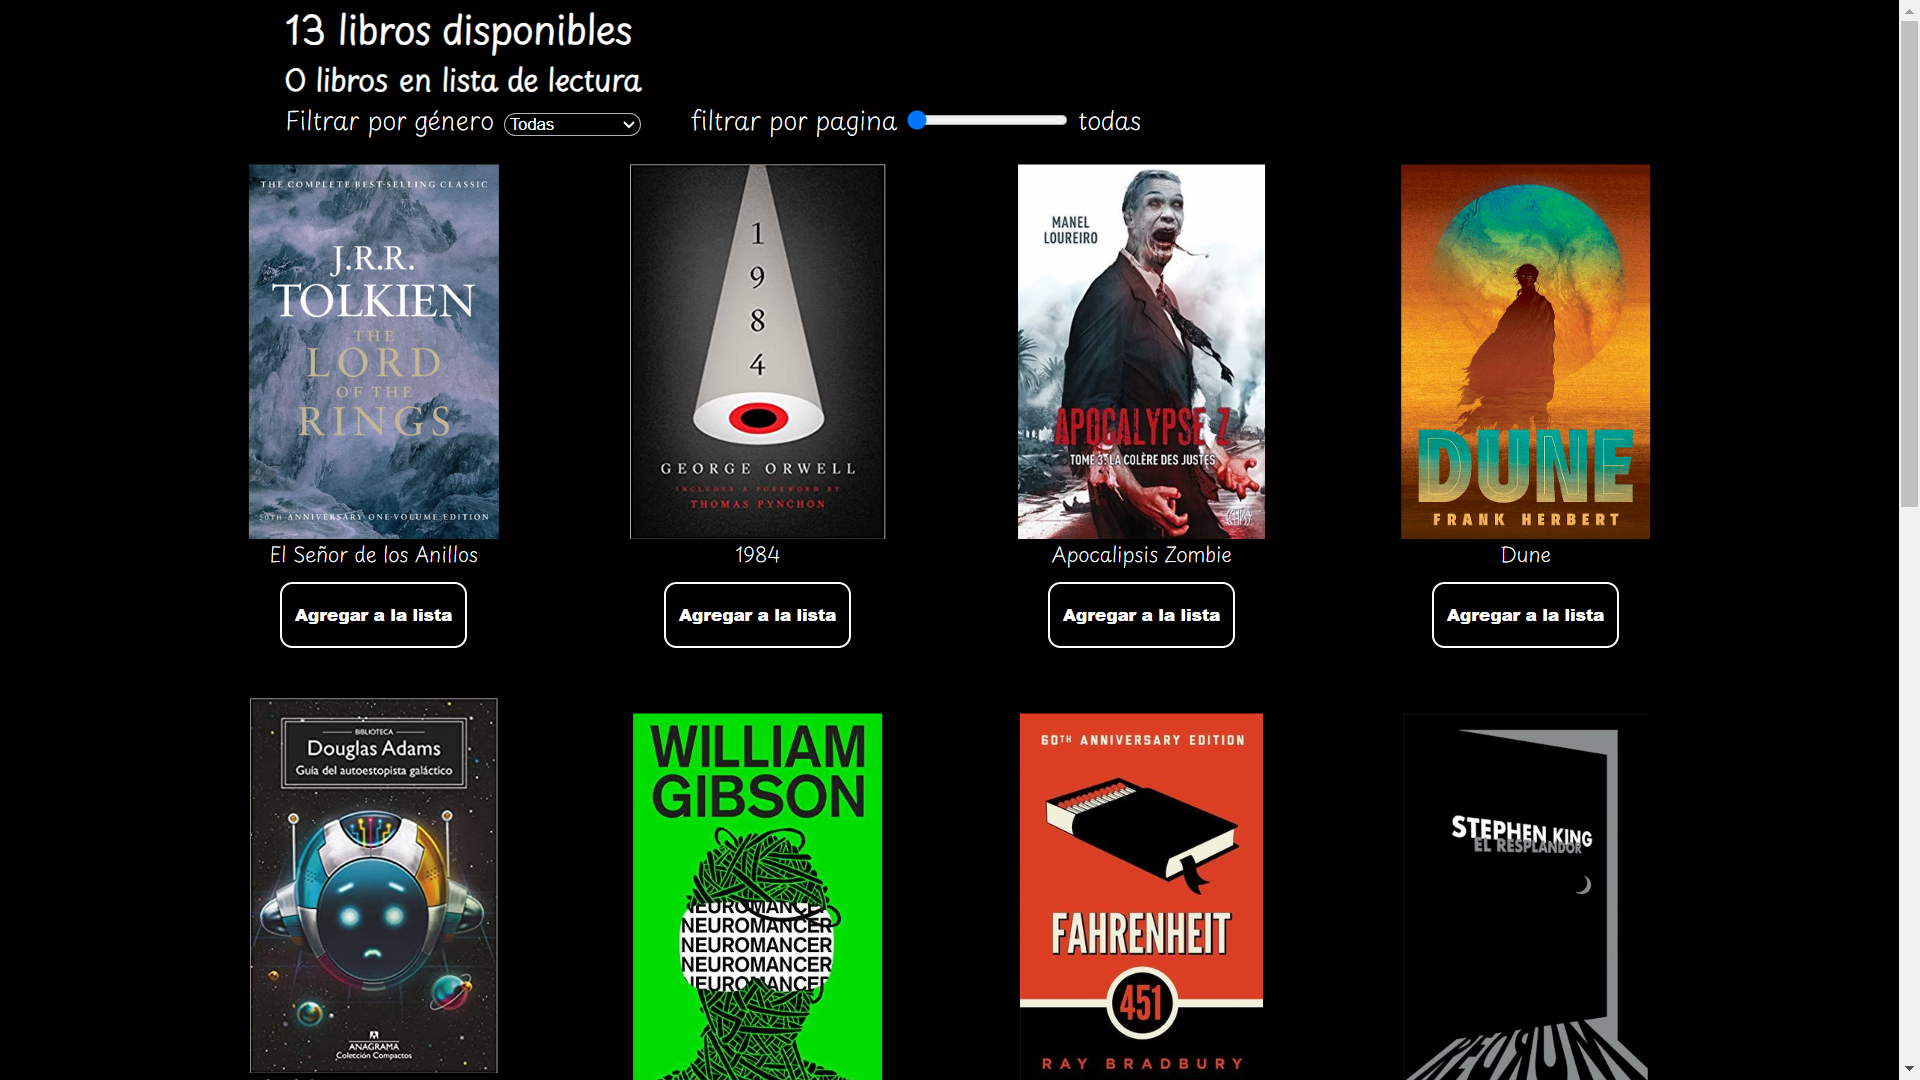 13 libros disponibles
0 libros en lista de lectura
Filtrar por género Todas filtrar por pagina todas
THE COMPLETE BEST-SELLING CLASSIC
J.R.R.
TOLKIEN
THE
LORD
OF THE
RINGS
50TH ANNIVERSARY ONE-VOLUME EDITION
El Señor de los Anillos
Agregar a la lista
1
9
8
4
GEORGE ORWELL
INCLUDES A FOREWORD BY
THOMAS PYNCHON
1984
Agregar a la lista
MANEL
LOUREIRO
APOCALYPSE Z
TOME 3: LA COLÈRE DES JUSTES
Apocalipsis Zombie
Agregar a la lista
DUNE
FRANK HERBERT
Dune
Agregar a la lista
BIBLIOTECA
Douglas Adams
Guía del autoestopista galáctico
ANAGRAMA
Colección Compactos
WILLIAM
GIBSON
NEUROMANCER
NEUROMANCER
NEUROMANCER
NEUROMANCER
NEUROMANCER
60TH ANNIVERSARY EDITION
FAHRENHEIT
451
RAY BRADBURY
STEPHEN KING
EL RESPLANDOR
REDRUM